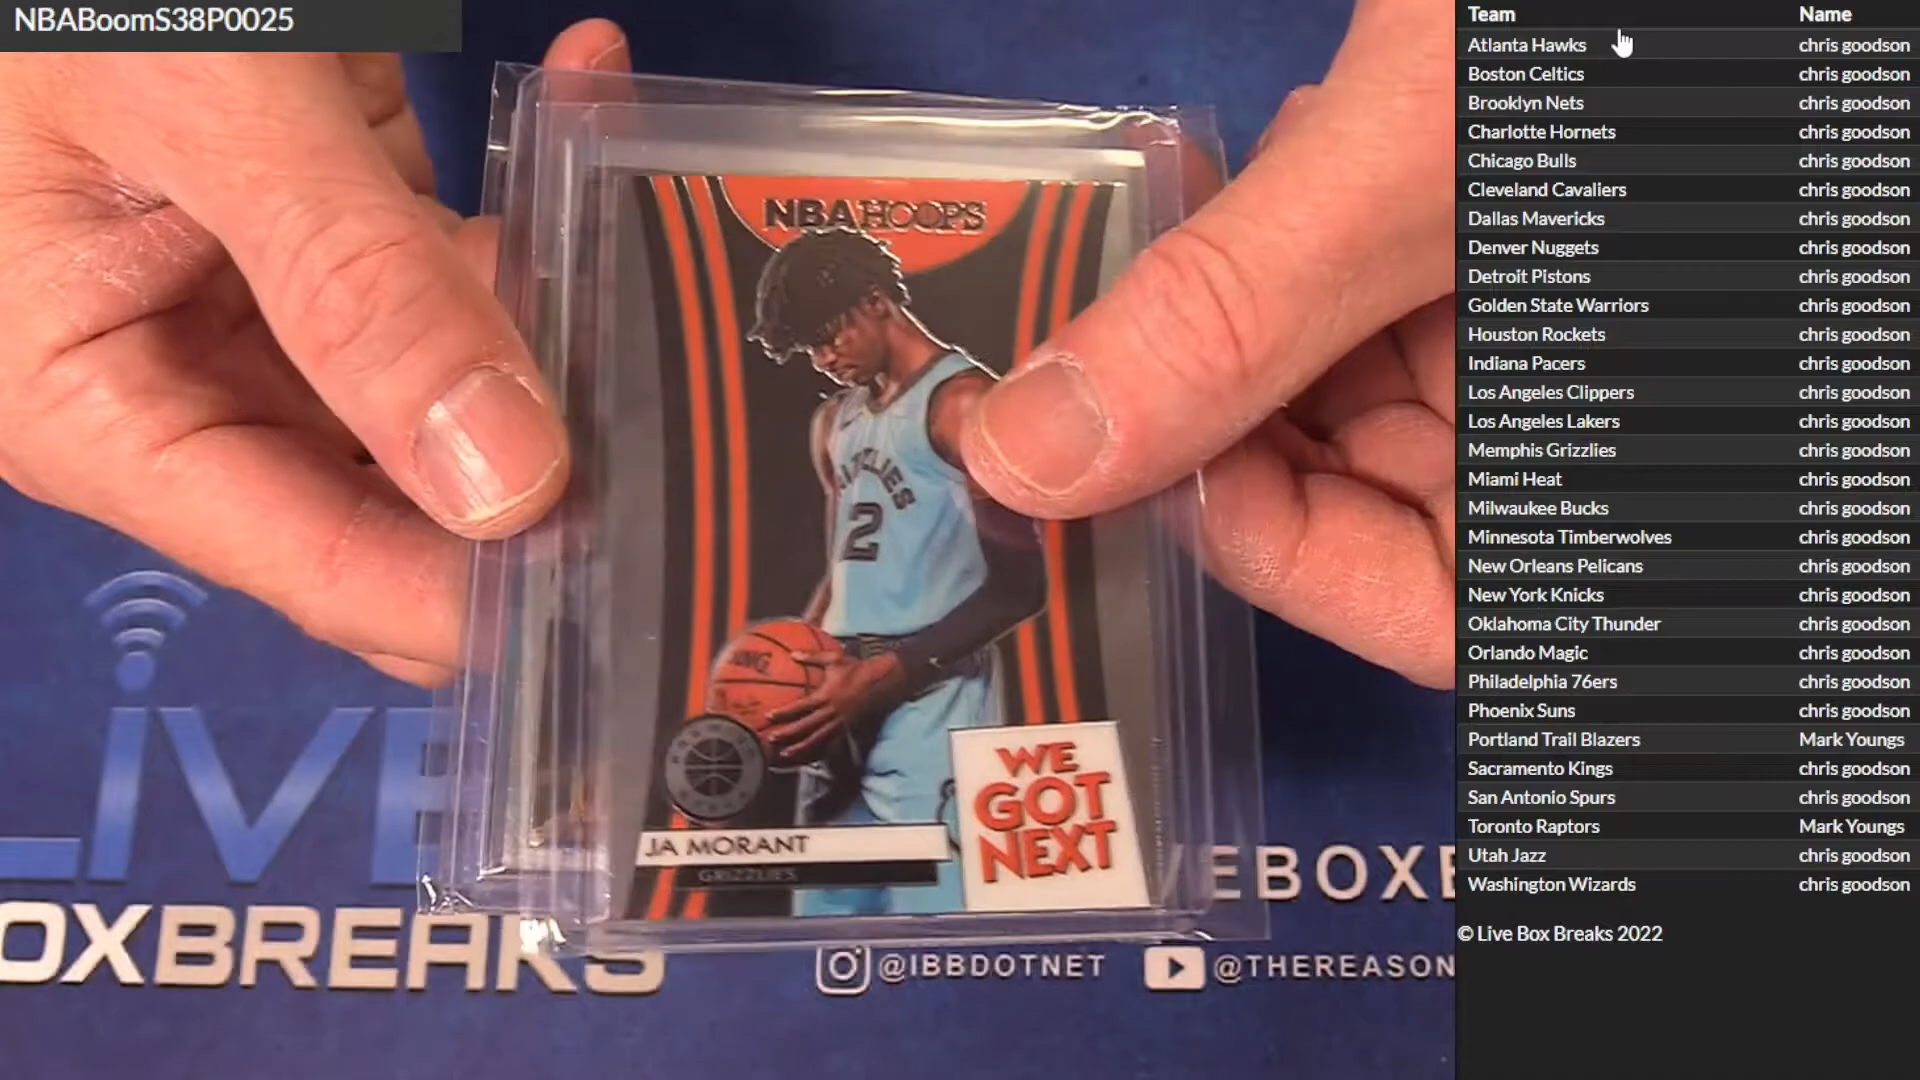 NBABoomS38P0025
NBA HOOPS
GRIZZLIES
2
WE
GOT
NEXT
JA MORANT
GRIZZLIES
LIVE
OXBREAKS
EBOXB
@IBBDOTNET
@THEREASON
Team Name
Atlanta Hawks chris goodson
Boston Celtics chris goodson
Brooklyn Nets chris goodson
Charlotte Hornets chris goodson
Chicago Bulls chris goodson
Cleveland Cavaliers chris goodson
Dallas Mavericks chris goodson
Denver Nuggets chris goodson
Detroit Pistons chris goodson
Golden State Warriors chris goodson
Houston Rockets chris goodson
Indiana Pacers chris goodson
Los Angeles Clippers chris goodson
Los Angeles Lakers chris goodson
Memphis Grizzlies chris goodson
Miami Heat chris goodson
Milwaukee Bucks chris goodson
Minnesota Timberwolves chris goodson
New Orleans Pelicans chris goodson
New York Knicks chris goodson
Oklahoma City Thunder chris goodson
Orlando Magic chris goodson
Philadelphia 76ers chris goodson
Phoenix Suns chris goodson
Portland Trail Blazers Mark Youngs
Sacramento Kings chris goodson
San Antonio Spurs chris goodson
Toronto Raptors Mark Youngs
Utah Jazz chris goodson
Washington Wizards chris goodson
© Live Box Breaks 2022